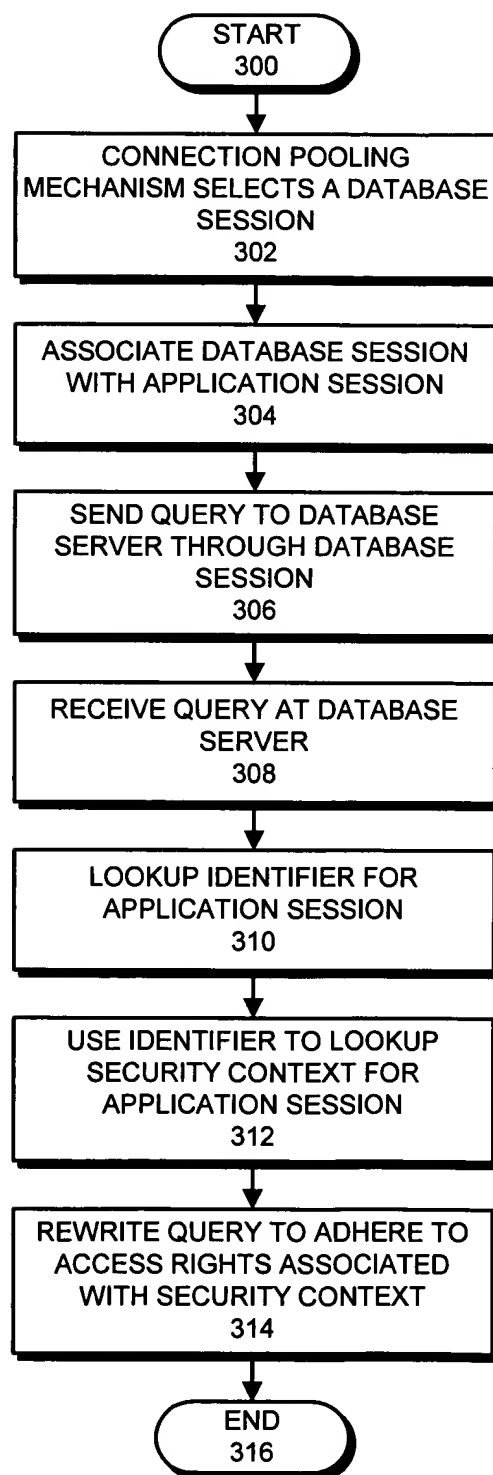 START
300
CONNECTION POOLING
MECHANISM SELECTS A DATABASE
SESSION
302
ASSOCIATE DATABASE SESSION
WITH APPLICATION SESSION
304
SEND QUERY TO DATABASE
SERVER THROUGH DATABASE
SESSION
306
RECEIVE QUERY AT DATABASE
SERVER
308
LOOKUP IDENTIFIER FOR
APPLICATION SESSION
310
USE IDENTIFIER TO LOOKUP
SECURITY CONTEXT FOR
APPLICATION SESSION
312
REWRITE QUERY TO ADHERE TO
ACCESS RIGHTS ASSOCIATED
WITH SECURITY CONTEXT
314
END
316